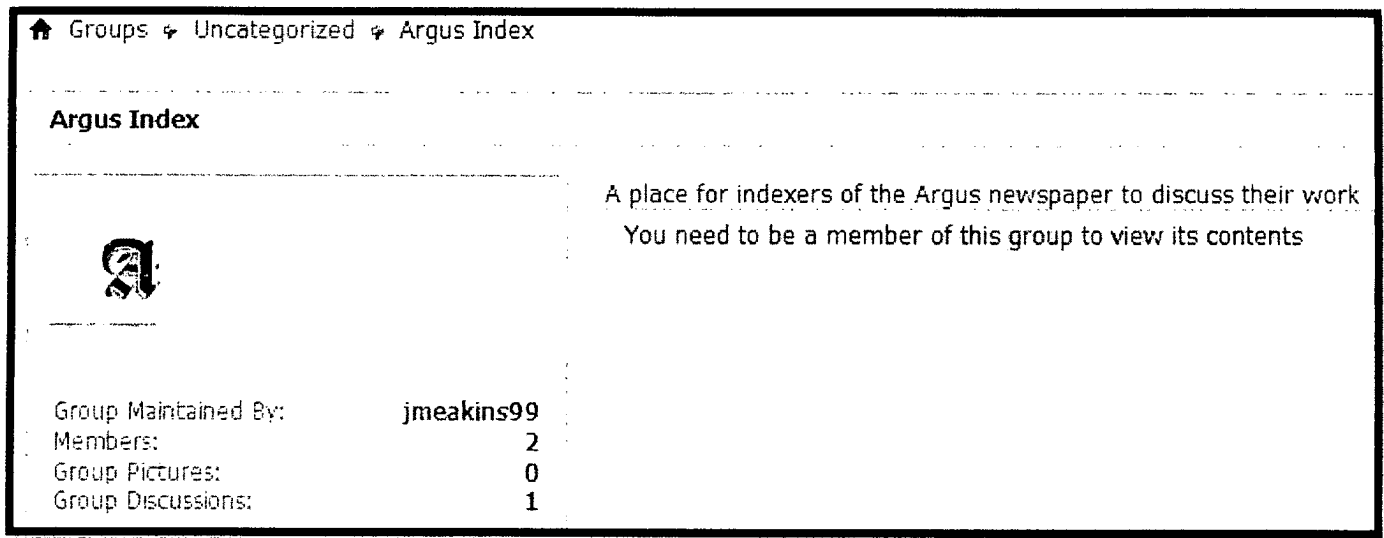 Groups Uncategorized Argus Index
Argus Index
A place for indexers of the Argus newspaper to discuss their work
You need to be a member of this group to view its contents
A
Group Maintained By: jmeakins99
Members: 2
Group Pictures: 0
Group Discussions: 1